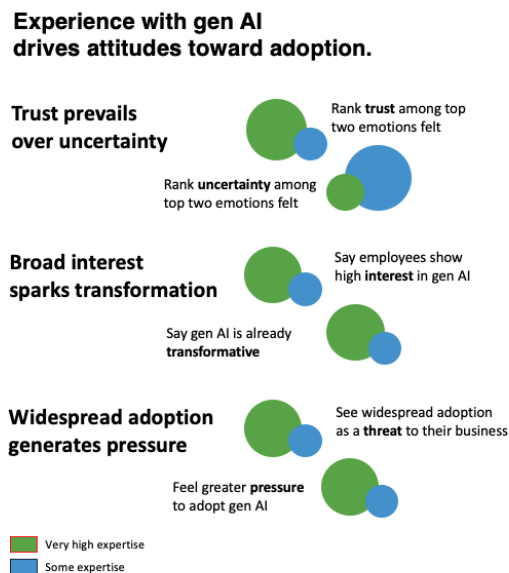 Experience with gen AI
drives attitudes toward adoption.
Trust prevails
over uncertainty
Rank trust among top
two emotions felt
Rank uncertainty among
top two emotions felt
Broad interest
sparks transformation
Say employees show
high interest in gen AI
Say gen AI is already
transformative
Widespread adoption
generates pressure
See widespread adoption
as a threat to their business
Feel greater pressure
to adopt gen AI
Very high expertise
Some expertise